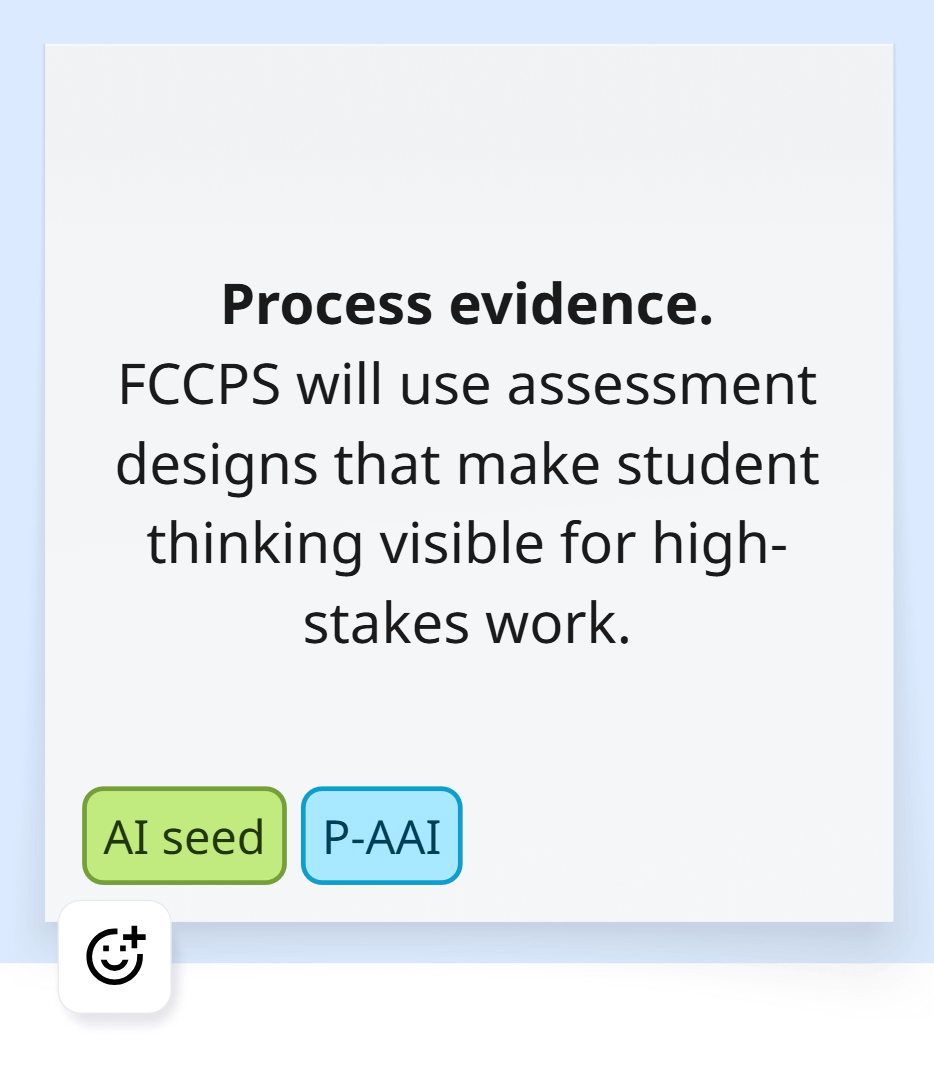 Process evidence.
FCCPS will use assessment
designs that make student
thinking visible for high-
stakes work.
AI seed P-AAI